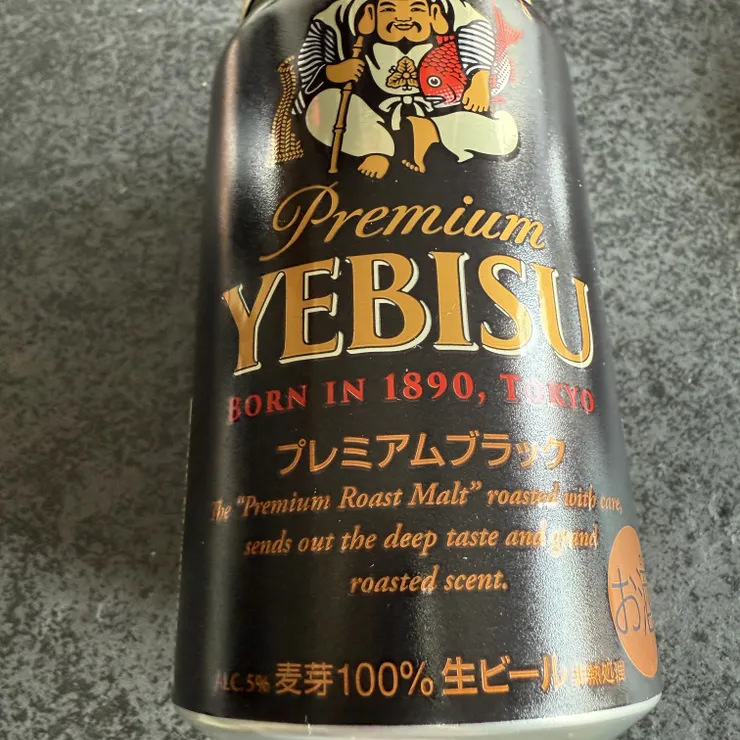 Premium
YEBISU
BORN IN 1890, TOKYO
プレミアムブラック
The "Premium Roast Malt" roasted with care,
sends out the deep taste and grand
roasted scent.
お酒
ALC.5% 麦芽100% 生ビール 非熱処理